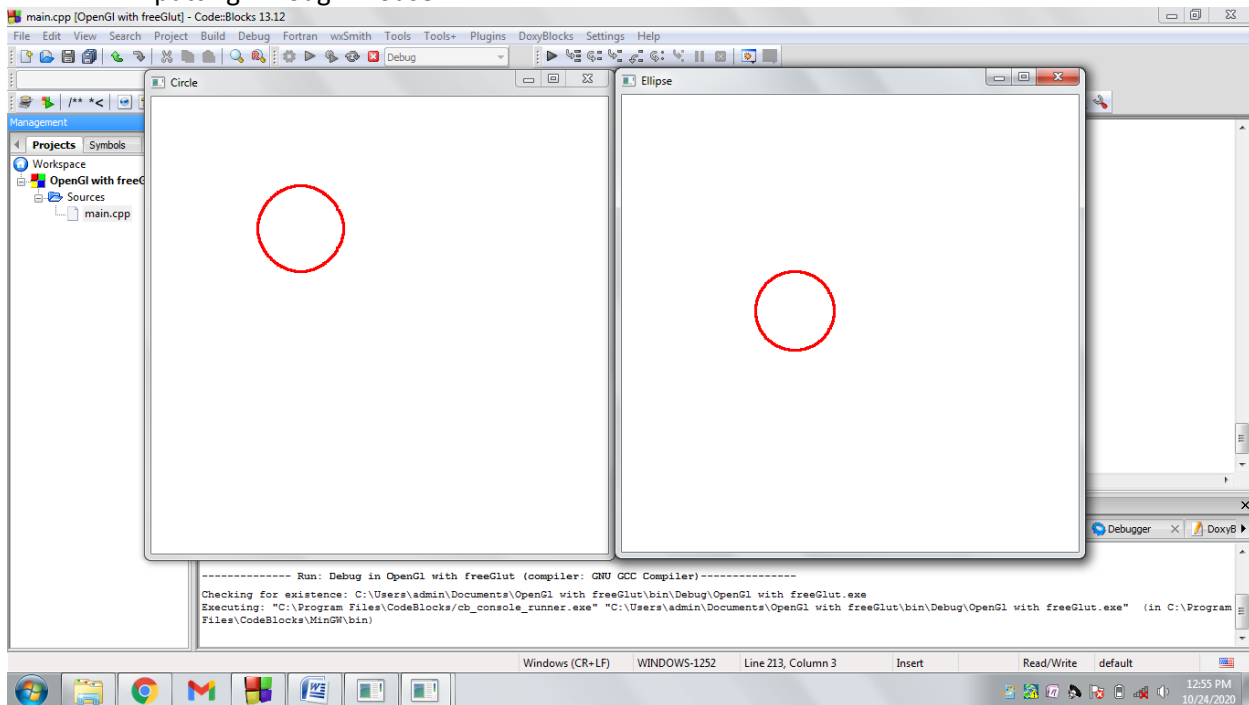 main.cpp [OpenGl with freeGlut] - Code::Blocks 13.12
File Edit View Search Project Build Debug Fortran wxSmith Tools Tools+ Plugins DoxyBlocks Settings Help
Debug
Circle
Ellipse
/** *<
Management
Projects Symbols
Workspace
OpenGl with freeG
Sources
main.cpp
Debugger
DoxyB
-------------- Run: Debug in OpenGl with freeGlut (compiler: GNU GCC Compiler)---------------
Checking for existence: C:\Users\admin\Documents\OpenGl with freeGlut\bin\Debug\OpenGl with freeGlut.exe
Executing: "C:\Program Files\CodeBlocks/cb_console_runner.exe" "C:\Users\admin\Documents\OpenGl with freeGlut\bin\Debug\OpenGl with freeGlut.exe" (in C:\Program
Files\CodeBlocks\MinGW\bin)
Windows (CR+LF) WINDOWS-1252 Line 213, Column 3 Insert Read/Write default
12:55 PM
10/24/2020